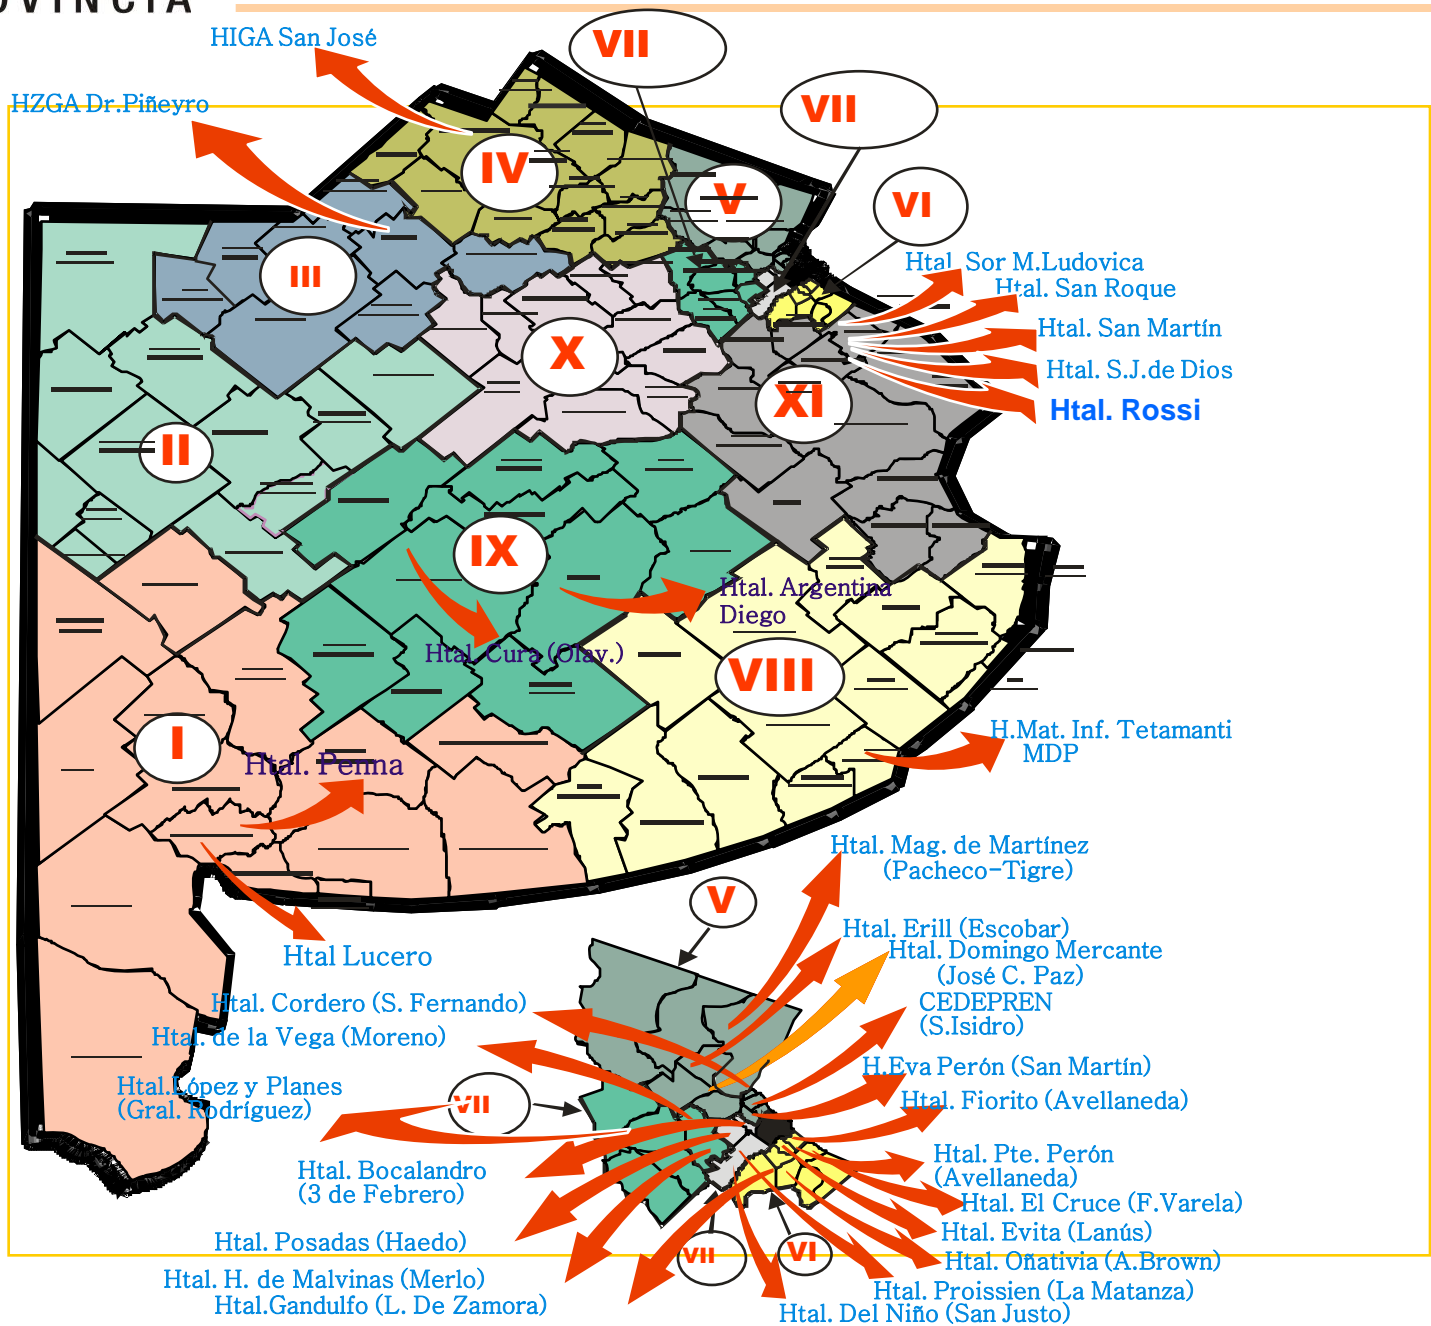 OVINCIA
HIGA San José
VII
HZGA Dr.Piñeyro
VII
IV
V
VI
III
Htal. Sor M.Ludovica
Htal. San Roque
Htal. San Martín
X
Htal. S.J.de Dios
XI
Htal. Rossi
II
IX
Htal. Argentina
Diego
Htal. Cura (Olav.)
VIII
I
H.Mat. Inf. Tetamanti
MDP
Htal. Penna
Htal. Mag. de Martínez
(Pacheco-Tigre)
V
Htal. Erill (Escobar)
Htal. Domingo Mercante
(José C. Paz)
Htal Lucero
Htal. Cordero (S. Fernando)
CEDEPREN
(S.Isidro)
Htal. de la Vega (Moreno)
H.Eva Perón (San Martín)
Htal.López y Planes
(Gral. Rodríguez)
VII
Htal. Fiorito (Avellaneda)
Htal. Bocalandro
(3 de Febrero)
Htal. Pte. Perón
(Avellaneda)
Htal. El Cruce (F.Varela)
Htal. Evita (Lanús)
Htal. Posadas (Haedo)
VII
VI
Htal. Oñativia (A.Brown)
Htal. H. de Malvinas (Merlo)
Htal. Proissien (La Matanza)
Htal.Gandulfo (L. De Zamora)
Htal. Del Niño (San Justo)